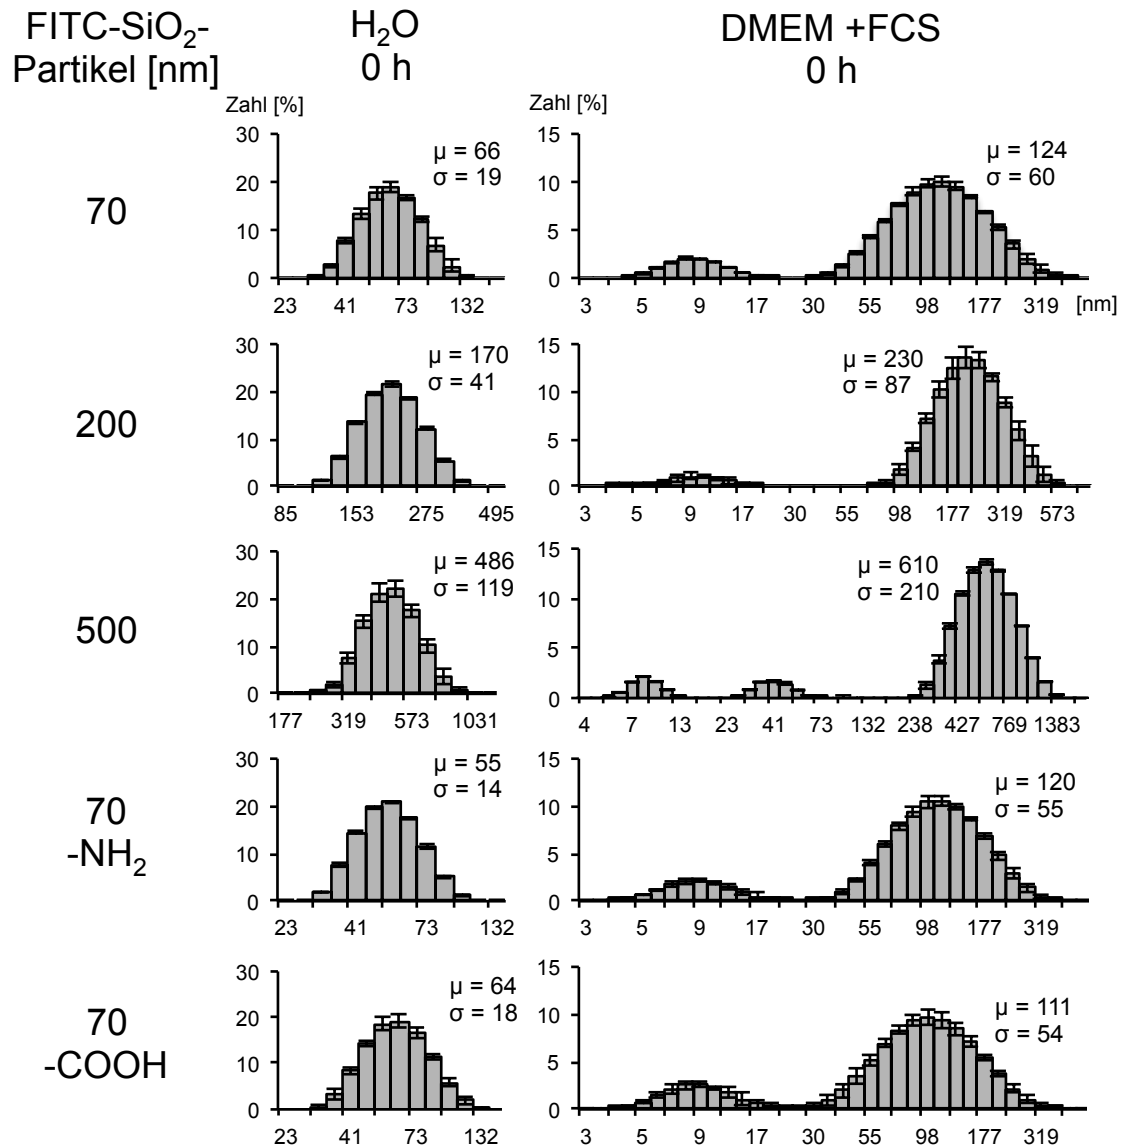 FITC-SiO₂-
Partikel [nm]
H₂O
0 h
DMEM +FCS
0 h
Zahl [%]
Zahl [%]
70
30
20
10
0
μ = 66
σ = 19
23 41 73 132
15
10
5
0
μ = 124
σ = 60
3 5 9 17 30 55 98 177 319 [nm]
200
30
20
10
0
μ = 170
σ = 41
85 153 275 495
15
10
5
0
μ = 230
σ = 87
3 5 9 17 30 55 98 177 319 573
500
30
20
10
0
μ = 486
σ = 119
177 319 573 1031
15
10
5
0
μ = 610
σ = 210
4 7 13 23 41 73 132 238 427 769 1383
70
-NH₂
30
20
10
0
μ = 55
σ = 14
23 41 73 132
15
10
5
0
μ = 120
σ = 55
3 5 9 17 30 55 98 177 319
70
-COOH
30
20
10
0
μ = 64
σ = 18
23 41 73 132
15
10
5
0
μ = 111
σ = 54
3 5 9 17 30 55 98 177 319